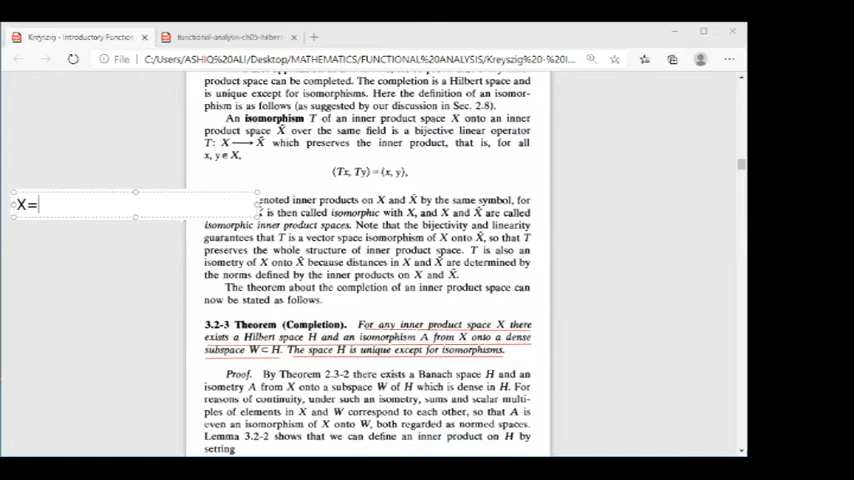 Kreyszig - Introductory Function
functional-analysis-ch05-hilbert
File
C:/Users/ASHIQ%20ALI/Desktop/MATHEMATICS/FUNCTIONAL%20ANALYSIS/Kreyszig%20-%20I...
product space can be completed. The completion is a Hilbert space and
is unique except for isomorphisms. Here the definition of an isomor-
phism is as follows (as suggested by our discussion in Sec. 2.8).
An isomorphism T of an inner product space X onto an inner
product space X̃ over the same field is a bijective linear operator
T: X ⟶ X̃ which preserves the inner product, that is, for all
x, y ∈ X,
⟨Tx, Ty⟩ = ⟨x, y⟩,
X=
enoted inner products on X and X̃ by the same symbol, for
is then called isomorphic with X, and X and X̃ are called
isomorphic inner product spaces. Note that the bijectivity and linearity
guarantees that T is a vector space isomorphism of X onto X̃, so that T
preserves the whole structure of inner product space. T is also an
isometry of X onto X̃ because distances in X and X̃ are determined by
the norms defined by the inner products on X and X̃.
The theorem about the completion of an inner product space can
now be stated as follows.
3.2-3 Theorem (Completion). For any inner product space X there
exists a Hilbert space H and an isomorphism A from X onto a dense
subspace W ⊂ H. The space H is unique except for isomorphisms.
Proof. By Theorem 2.3-2 there exists a Banach space H and an
isometry A from X onto a subspace W of H which is dense in H. For
reasons of continuity, under such an isometry, sums and scalar multi-
ples of elements in X and W correspond to each other, so that A is
even an isomorphism of X onto W, both regarded as normed spaces.
Lemma 3.2-2 shows that we can define an inner product on H by
setting